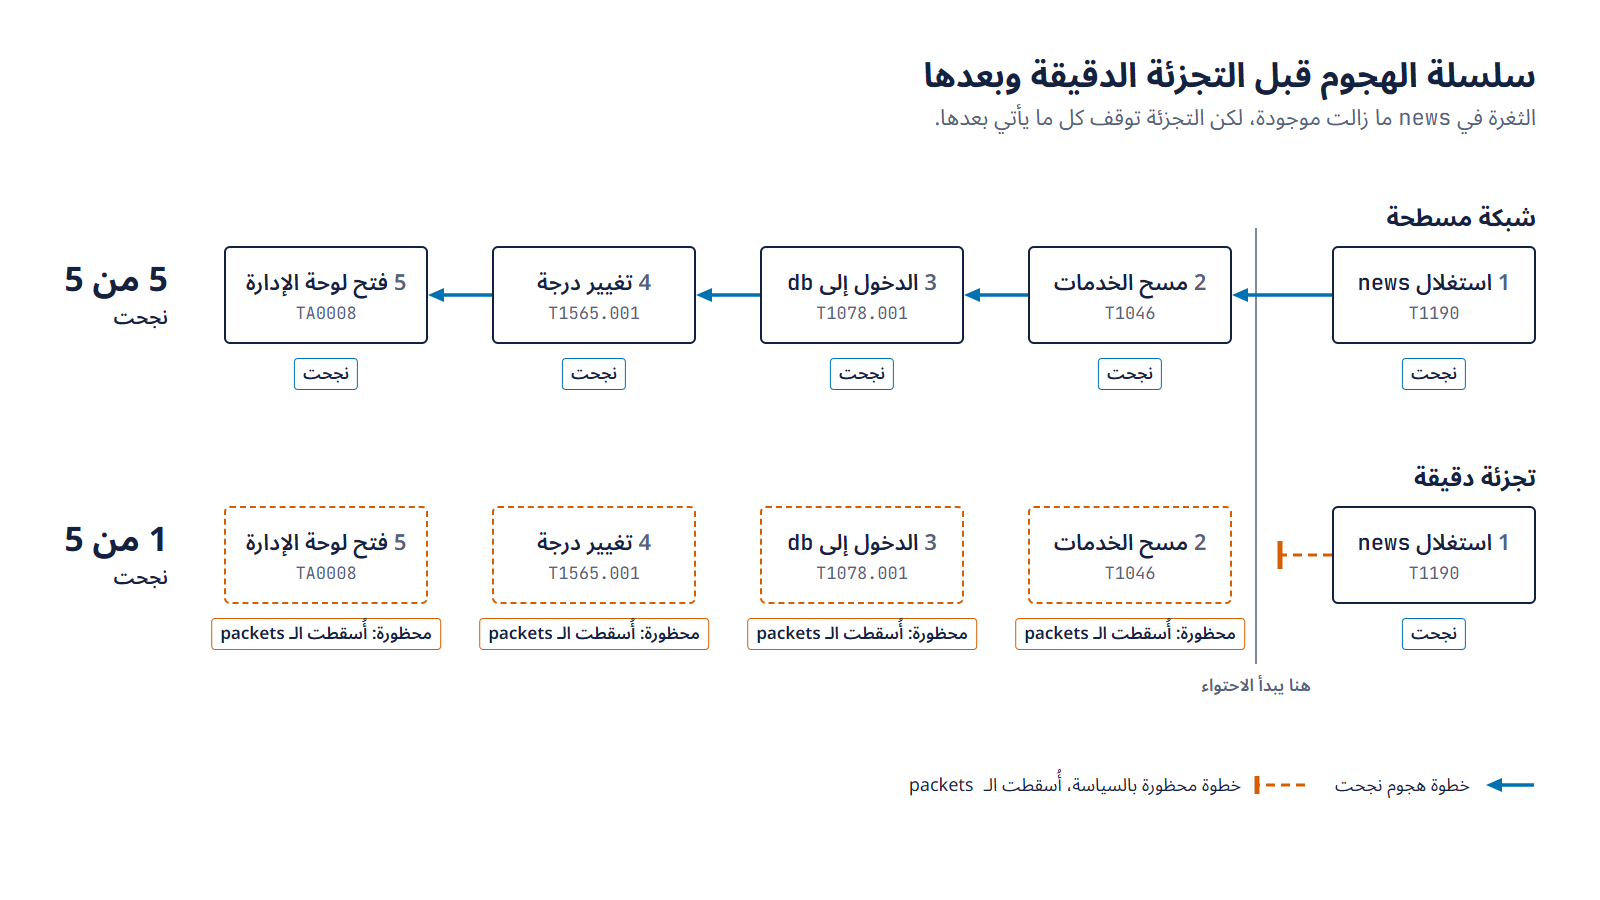 سلسلة الهجوم قبل التجزئة الدقيقة وبعدها
الثغرة في news ما زالت موجودة، لكن التجزئة توقف كل ما يأتي بعدها.
شبكة مسطحة
1 استغلال news
T1190
نجحت
2 مسح الخدمات
T1046
نجحت
3 الدخول إلى db
T1078.001
نجحت
4 تغيير درجة
T1565.001
نجحت
5 فتح لوحة الإدارة
TA0008
نجحت
5 من 5
نجحت
تجزئة دقيقة
1 استغلال news
T1190
نجحت
2 مسح الخدمات
T1046
محظورة: أُسقطت الـ packets
3 الدخول إلى db
T1078.001
محظورة: أُسقطت الـ packets
4 تغيير درجة
T1565.001
محظورة: أُسقطت الـ packets
5 فتح لوحة الإدارة
TA0008
محظورة: أُسقطت الـ packets
1 من 5
نجحت
هنا يبدأ الاحتواء
خطوة هجوم نجحت
خطوة محظورة بالسياسة، أُسقطت الـ packets